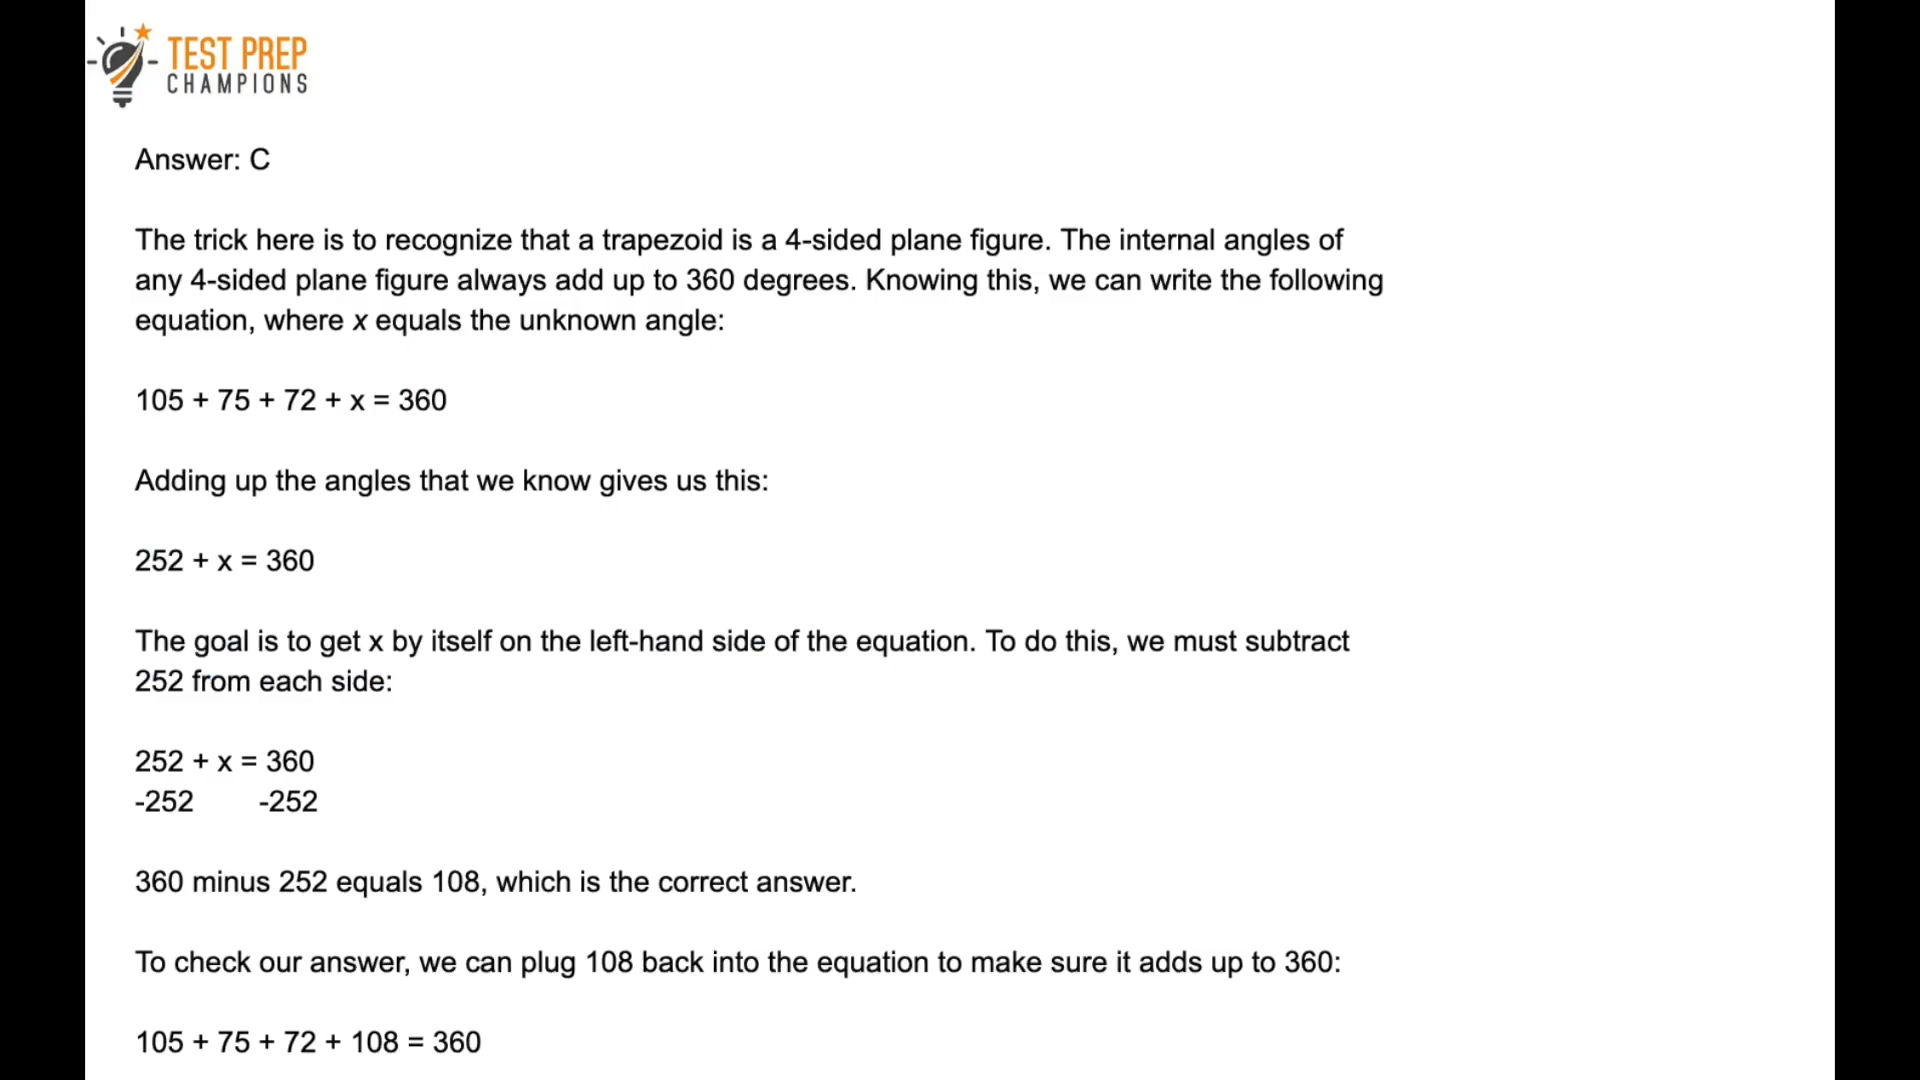 TEST PREP
CHAMPIONS
Answer: C
The trick here is to recognize that a trapezoid is a 4-sided plane figure. The internal angles of
any 4-sided plane figure always add up to 360 degrees. Knowing this, we can write the following
equation, where x equals the unknown angle:
105 + 75 + 72 + x = 360
Adding up the angles that we know gives us this:
252 + x = 360
The goal is to get x by itself on the left-hand side of the equation. To do this, we must subtract
252 from each side:
252 + x = 360
-252 -252
360 minus 252 equals 108, which is the correct answer.
To check our answer, we can plug 108 back into the equation to make sure it adds up to 360:
105 + 75 + 72 + 108 = 360